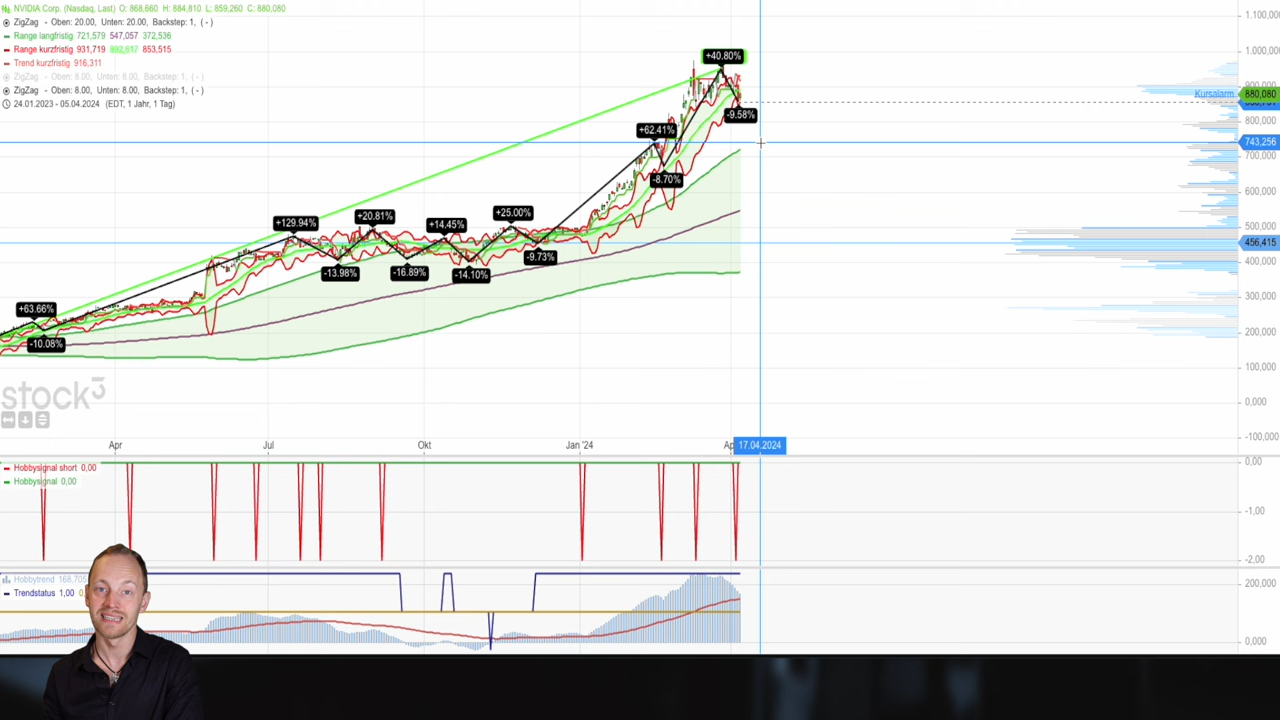 NVIDIA Corp. (Nasdaq, Last) O: 868,660 H: 884,810 L: 859,260 C: 880,080
ZigZag - Oben: 20.00, Unten: 20.00, Backstep: 1, ( - )
Range langfristig 721,579 547,057 372,536
Range kurzfristig 931,719 892,617 853,515
Trend kurzfristig 916,311
ZigZag - Oben: 8.00, Unten: 8.00, Backstep: 1, ( - )
ZigZag - Oben: 8.00, Unten: 8.00, Backstep: 1, ( - )
24.01.2023 - 05.04.2024 (EDT, 1 Jahr, 1 Tag)
+40.80%
-9.58%
+62.41%
-8.70%
+129.94%
+20.81%
+14,45%
+25.00%
-13.98%
-16.89%
-14.10%
-9.73%
+63.66%
-10.08%
Kursalarm
1.100,000
1.000,000
880,080
800,000
743,256
700,000
600,000
500,000
456,415
400,000
300,000
200,000
100,000
0,000
-100,000
stock3
Apr
Jul
Okt
Jan '24
Ap
17.04.2024
Hobbysignal short 0,00
Hobbysignal 0,00
0,00
-1,00
-2,00
Hobbytrend 168,705
Trendstatus 1,00
200,000
0,000